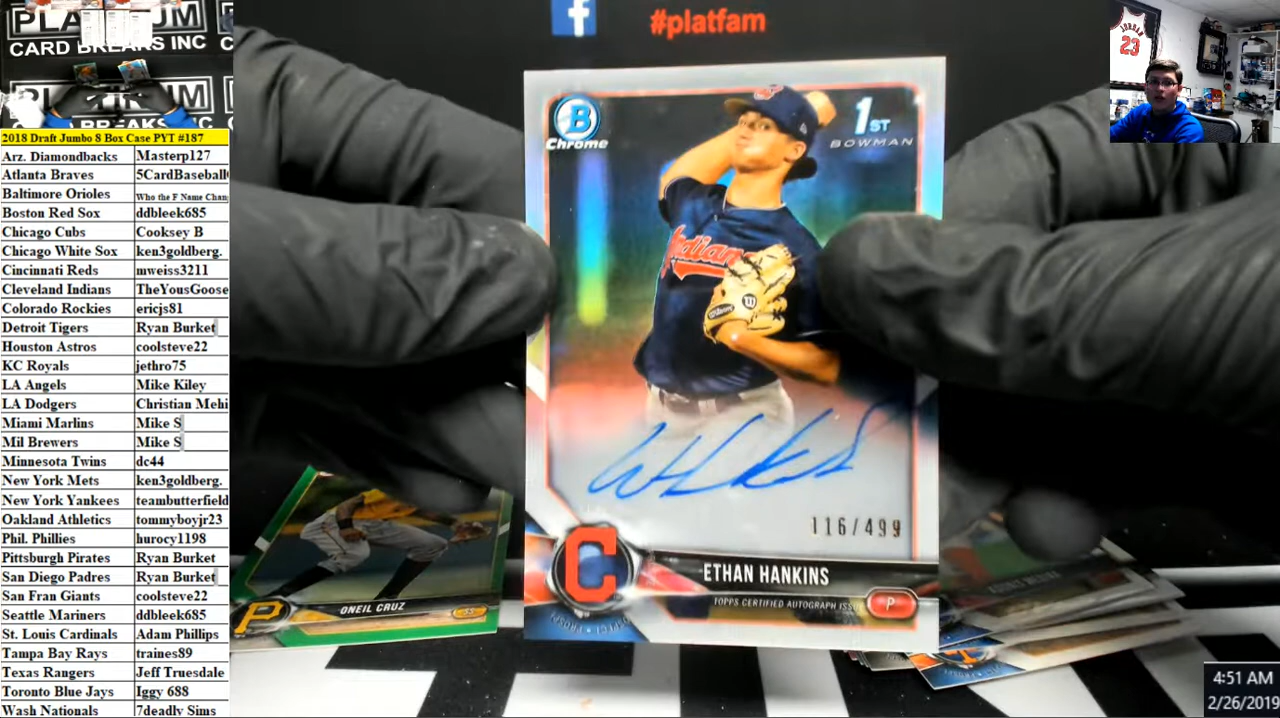 PLATINUM
CARD BREAKS INC
2018 Draft Jumbo 8 Box Case PYT #187
Arz. Diamondbacks Masterp127
Atlanta Braves 5CardBaseball
Baltimore Orioles Who the F Name Chan
Boston Red Sox ddbleek685
Chicago Cubs Cooksey B
Chicago White Sox ken3goldberg.
Cincinnati Reds mweiss3211
Cleveland Indians TheYousGoose
Colorado Rockies ericjs81
Detroit Tigers Ryan Burket
Houston Astros coolsteve22
KC Royals jethro75
LA Angels Mike Kiley
LA Dodgers Christian Mehi
Miami Marlins Mike S
Mil Brewers Mike S
Minnesota Twins dc44
New York Mets ken3goldberg.
New York Yankees teambutterfield
Oakland Athletics tommyboyjr23
Phil. Phillies hurocy1198
Pittsburgh Pirates Ryan Burket
San Diego Padres Ryan Burket
San Fran Giants coolsteve22
Seattle Mariners ddbleek685
St. Louis Cardinals Adam Phillips
Tampa Bay Rays traines89
Texas Rangers Jeff Truesdale
Toronto Blue Jays Iggy 688
Wash Nationals 7deadly Sims
f
#platfam
B
Chrome
1ST
BOWMAN
Indians
Wilson
116/499
C
ETHAN HANKINS
TOPPS CERTIFIED AUTOGRAPH ISSUE
P
P
ONEIL CRUZ
SS
JORDAN
23
4:51 AM
2/26/2019